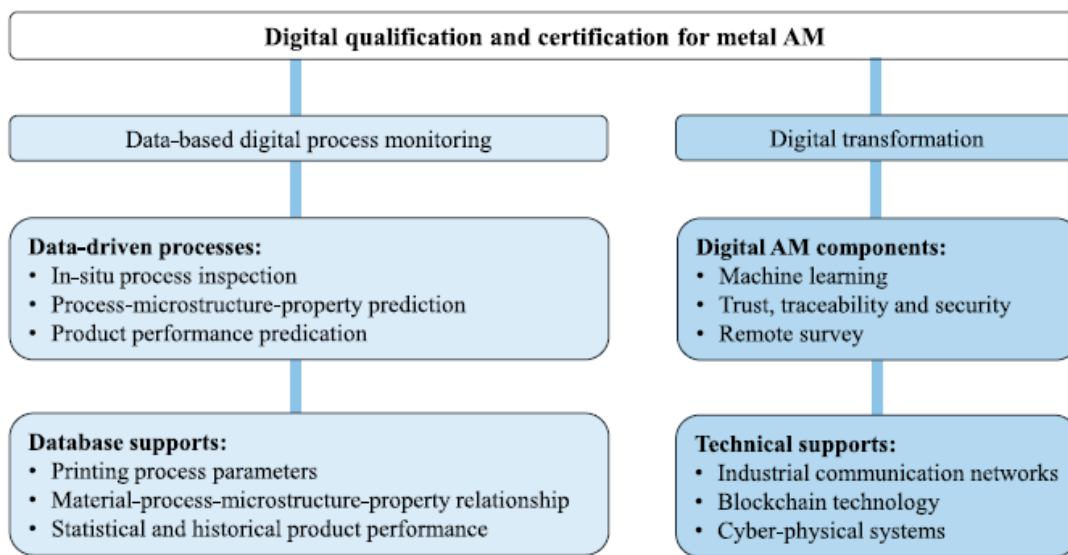 Digital qualification and certification for metal AM
Data-based digital process monitoring
Data-driven processes:
• In-situ process inspection
• Process-microstructure-property prediction
• Product performance predication
Database supports:
• Printing process parameters
• Material-process-microstructure-property relationship
• Statistical and historical product performance
Digital transformation
Digital AM components:
• Machine learning
• Trust, traceability and security
• Remote survey
Technical supports:
• Industrial communication networks
• Blockchain technology
• Cyber-physical systems